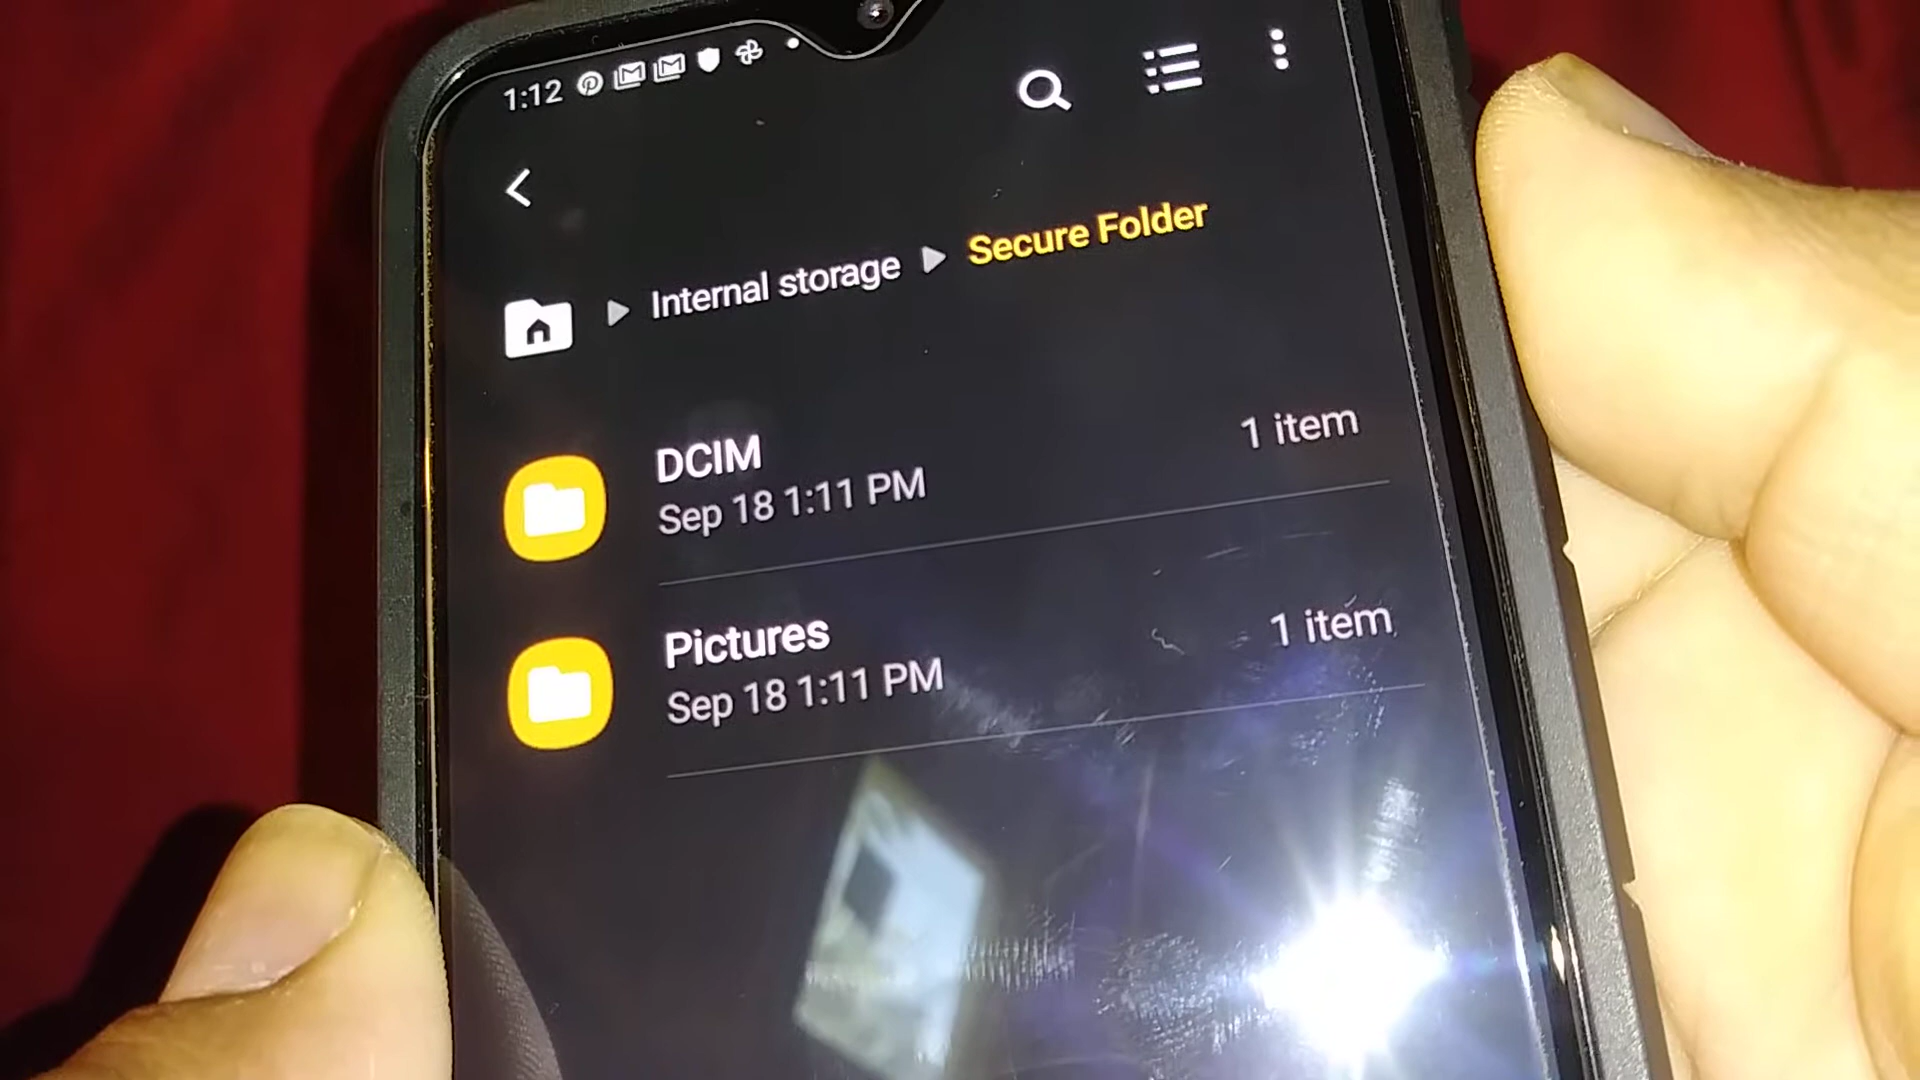 1:12
Internal storage Secure Folder
DCIM
Sep 18 1:11 PM
1 item
Pictures
Sep 18 1:11 PM
1 item